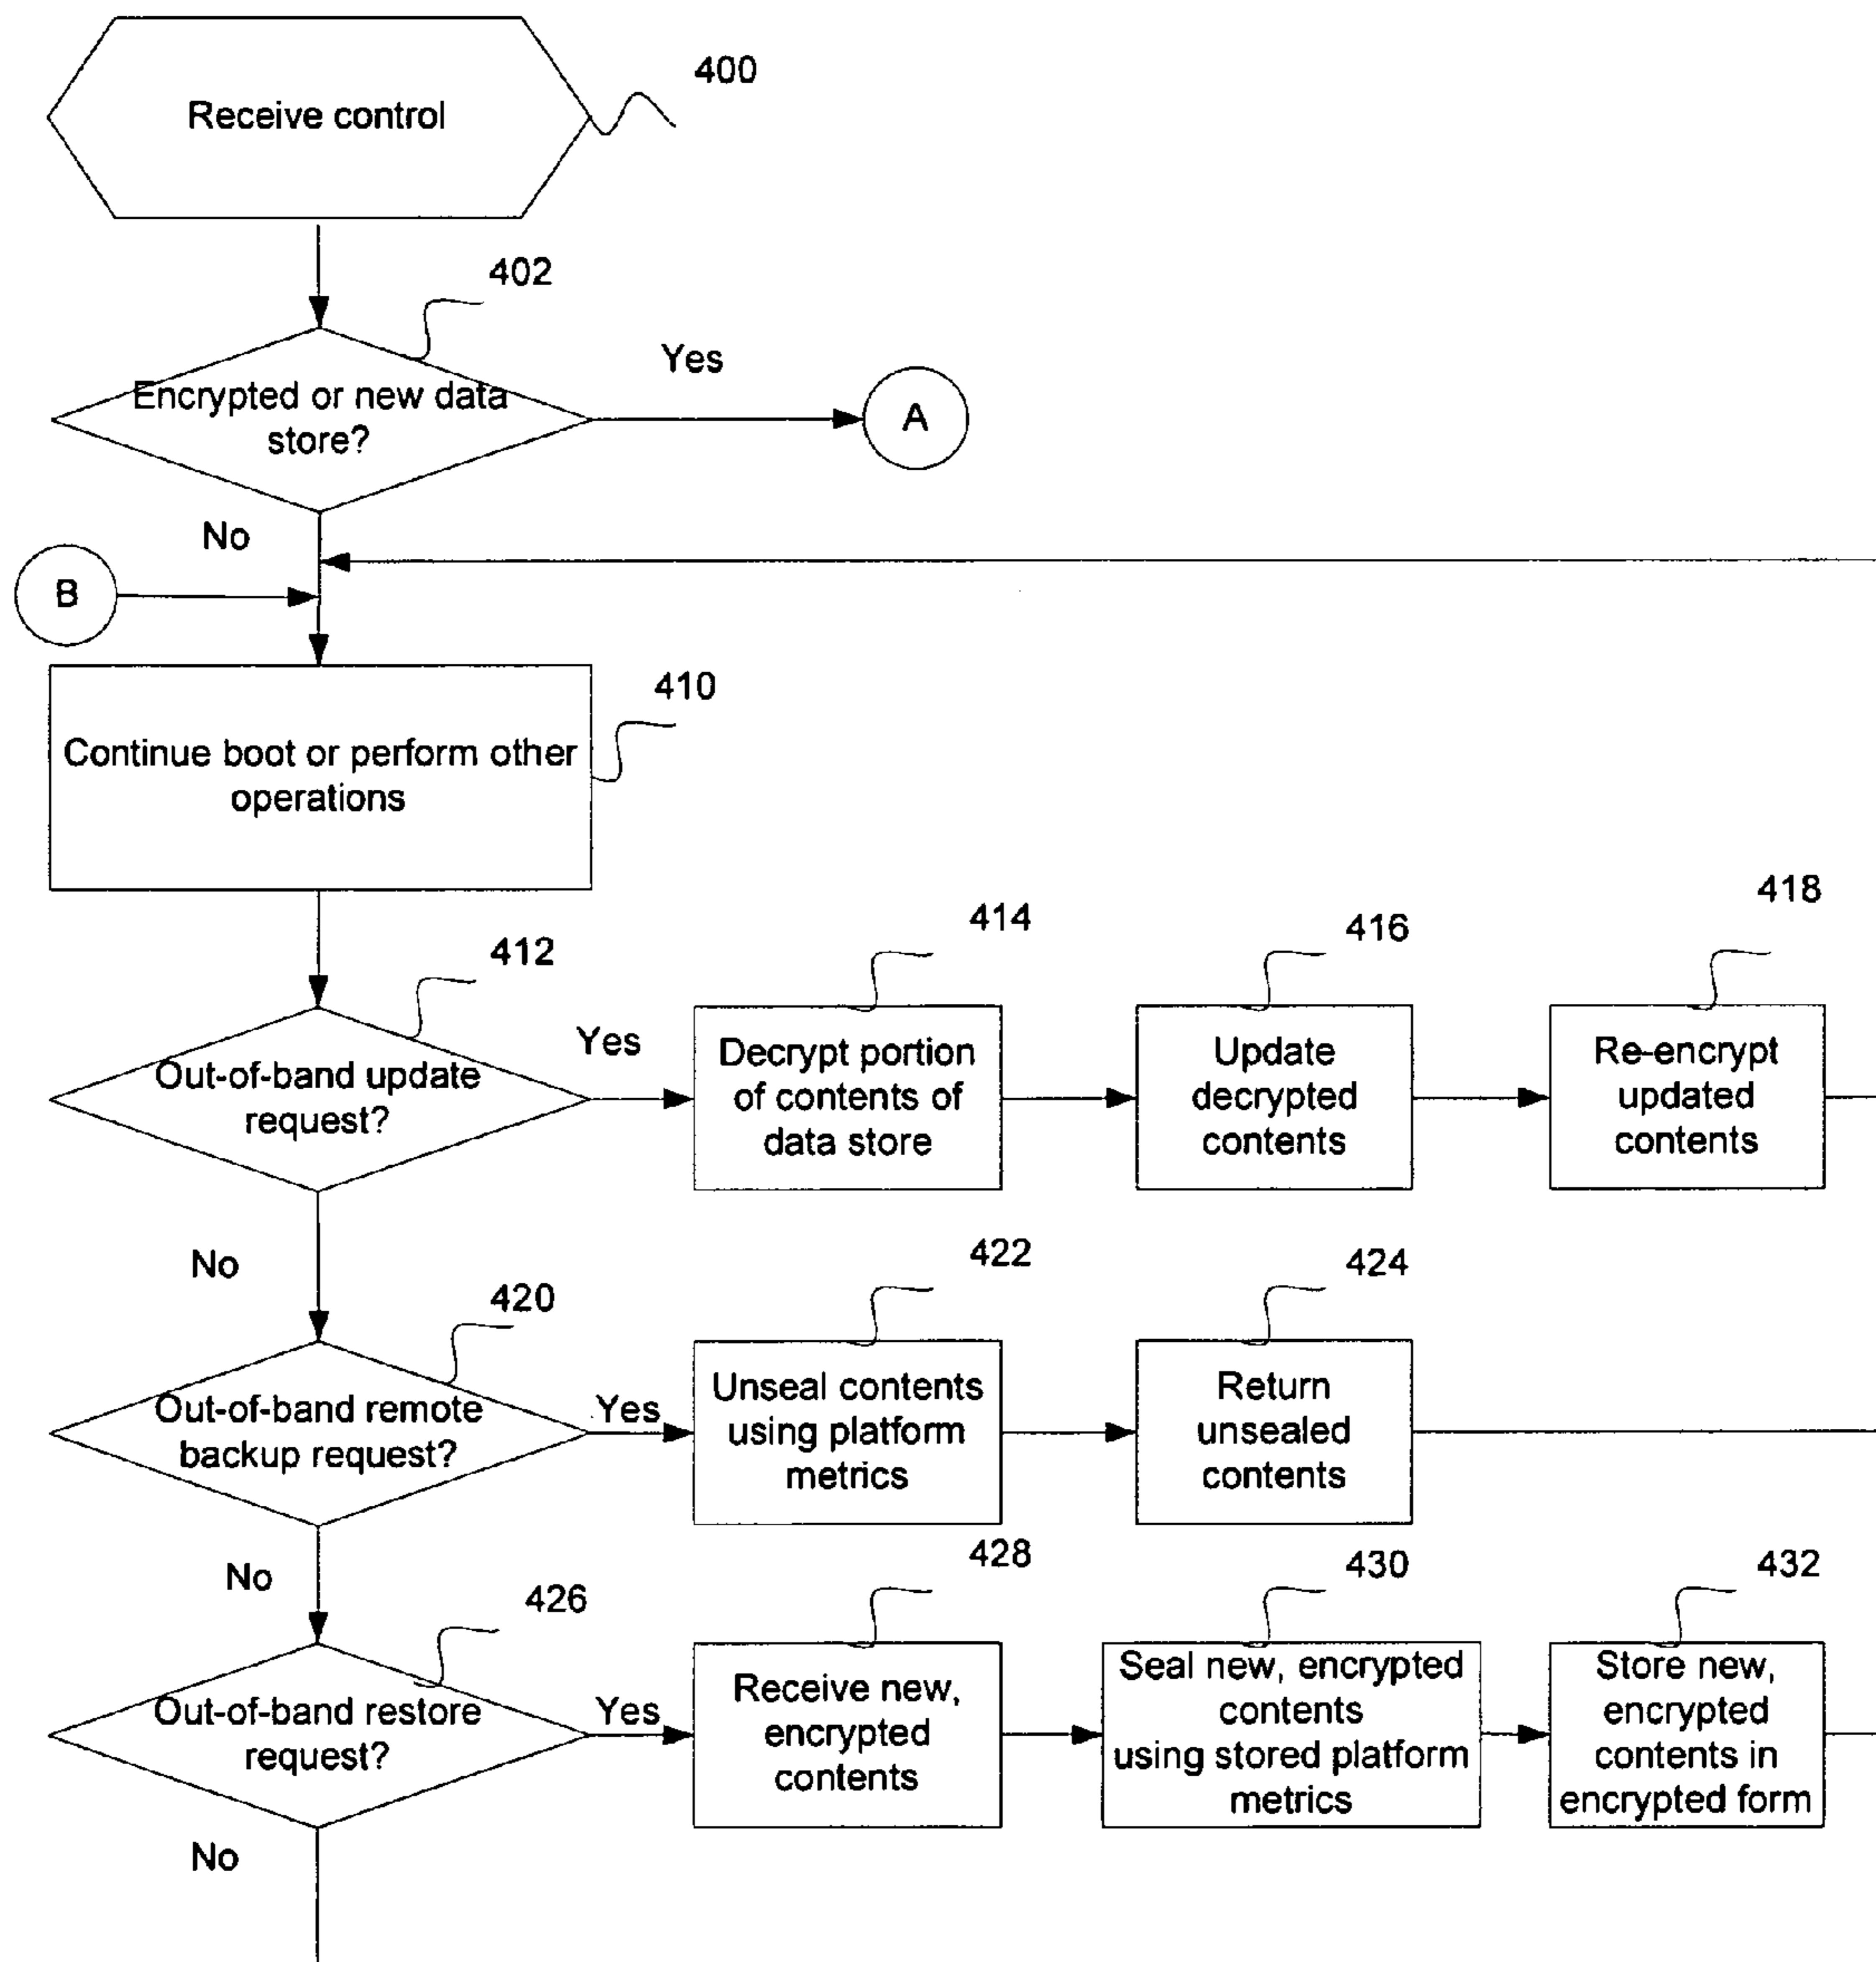 Receive control
400
402
Encrypted or new data
store?
Yes
A
No
B
410
Continue boot or perform other
operations
412
Out-of-band update
request?
Yes
414
Decrypt portion
of contents of
data store
416
Update
decrypted
contents
418
Re-encrypt
updated
contents
No
420
Out-of-band remote
backup request?
Yes
422
Unseal contents
using platform
metrics
424
Return
unsealed
contents
No
426
Out-of-band restore
request?
Yes
428
Receive new,
encrypted
contents
430
Seal new, encrypted
contents
using stored platform
metrics
432
Store new,
encrypted
contents in
encrypted form
No